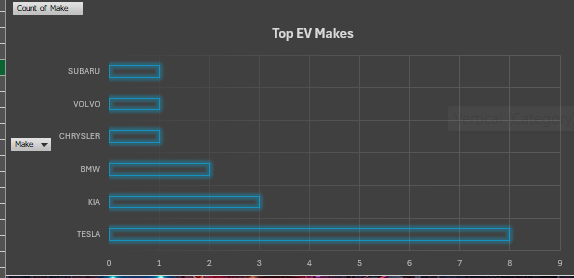 Count of Make
Top EV Makes
SUBARU
VOLVO
CHRYSLER
Make
BMW
KIA
TESLA
0 1 2 3 4 5 6 7 8 9